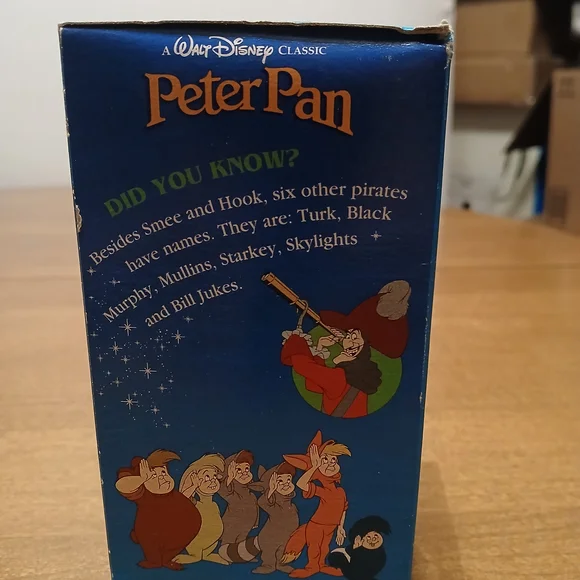 A Walt Disney CLASSIC
Peter Pan
DID YOU KNOW?
Besides Smee and Hook, six other pirates
have names. They are: Turk, Black
Murphy, Mullins, Starkey, Skylights
and Bill Jukes.